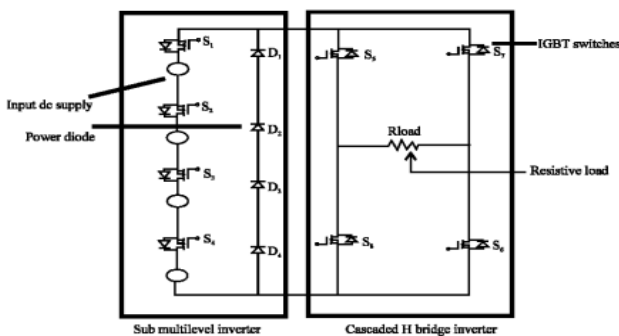 S1
S5
S7
IGBT switches
D1
Input dc supply
S2
Power diode
D2
Rload
S3
Resistive load
D3
S4
S8
S6
D4
Sub multilevel inverter
Cascaded H bridge inverter